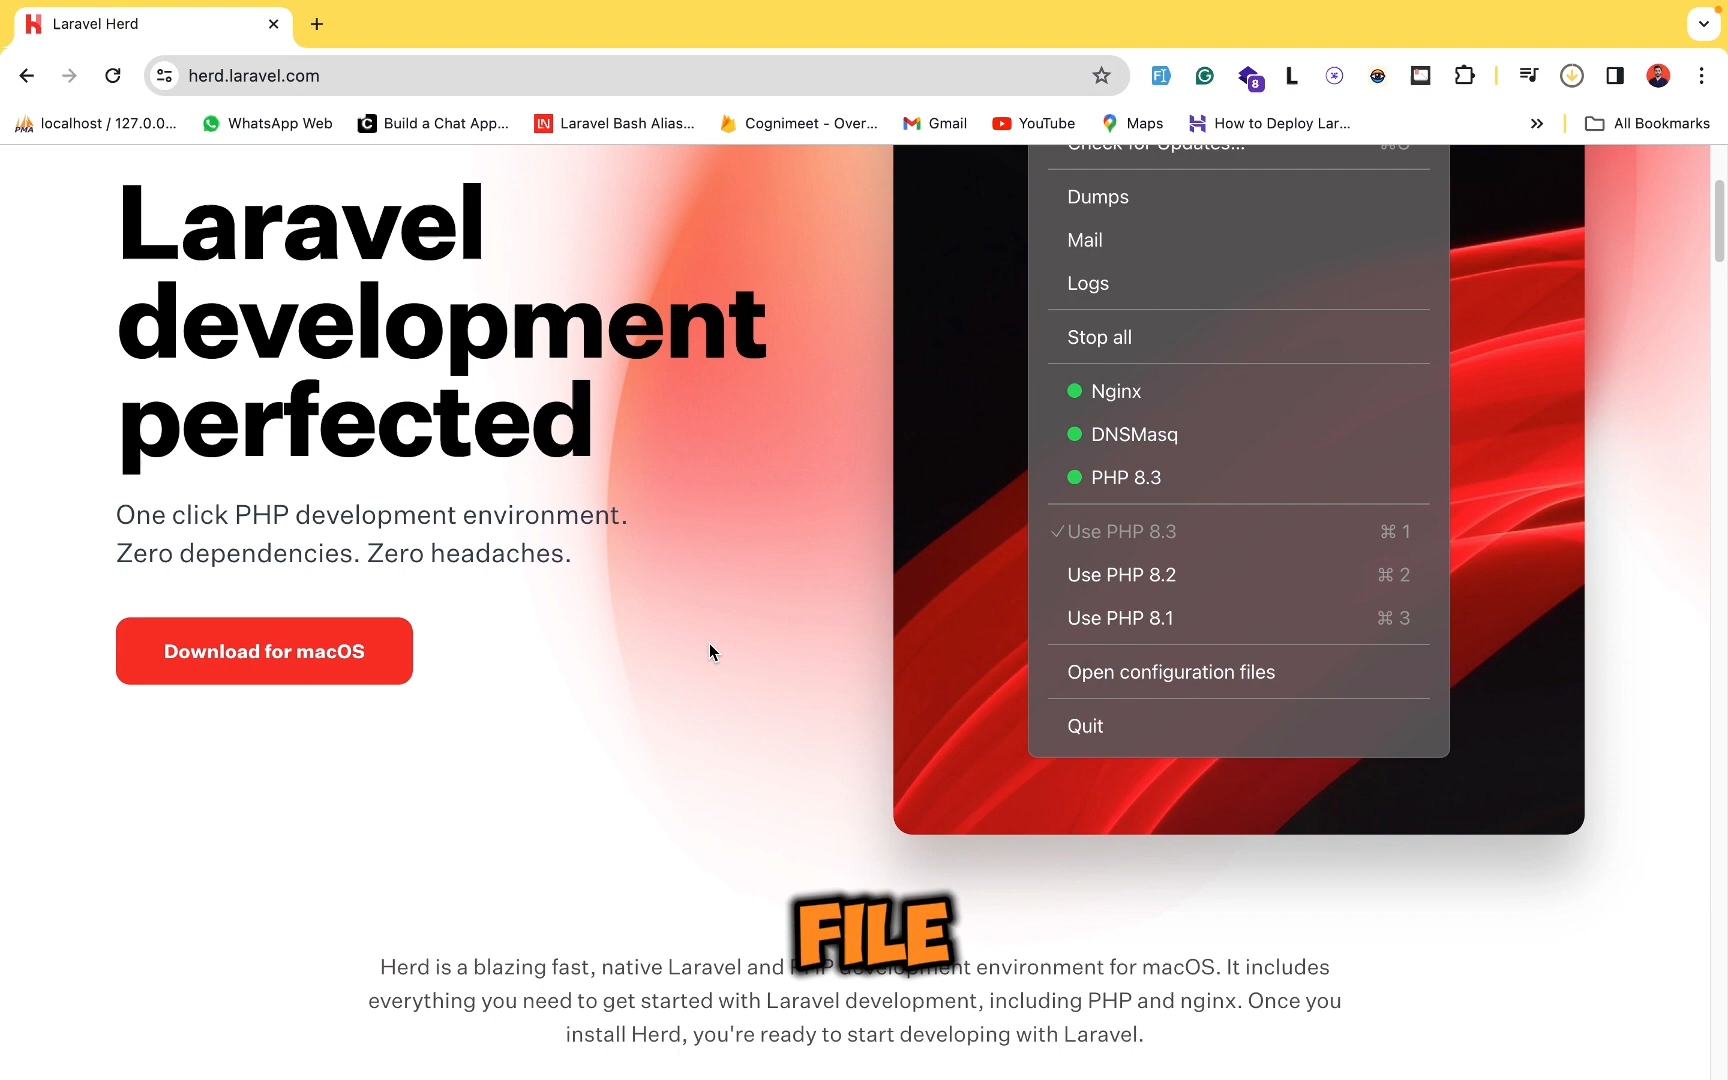 Laravel Herd
herd.laravel.com
8
localhost / 127.0.0...
WhatsApp Web
Build a Chat App...
Laravel Bash Alias...
Cognimeet - Over...
Gmail
YouTube
Maps
How to Deploy Lar...
All Bookmarks
Laravel
development
perfected
One click PHP development environment.
Zero dependencies. Zero headaches.
Download for macOS
Check for Updates...
Dumps
Mail
Logs
Stop all
Nginx
DNSMasq
PHP 8.3
Use PHP 8.3 ⌘ 1
Use PHP 8.2 ⌘ 2
Use PHP 8.1 ⌘ 3
Open configuration files
Quit
FILE
Herd is a blazing fast, native Laravel and PHP development environment for macOS. It includes
everything you need to get started with Laravel development, including PHP and nginx. Once you
install Herd, you're ready to start developing with Laravel.